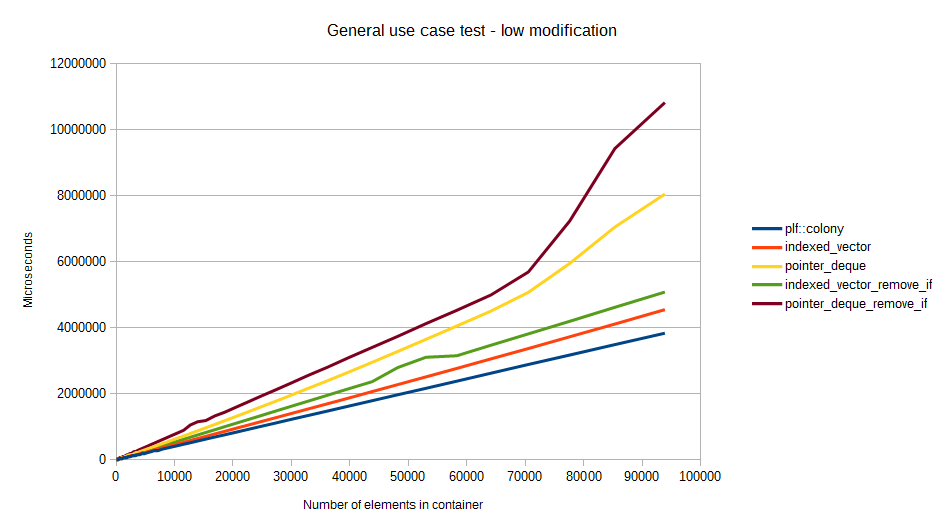 General use case test - low modification
12000000
10000000
8000000
6000000
4000000
2000000
0
Microseconds
0 10000 20000 30000 40000 50000 60000 70000 80000 90000 100000
Number of elements in container
plf::colony
indexed_vector
pointer_deque
indexed_vector_remove_if
pointer_deque_remove_if